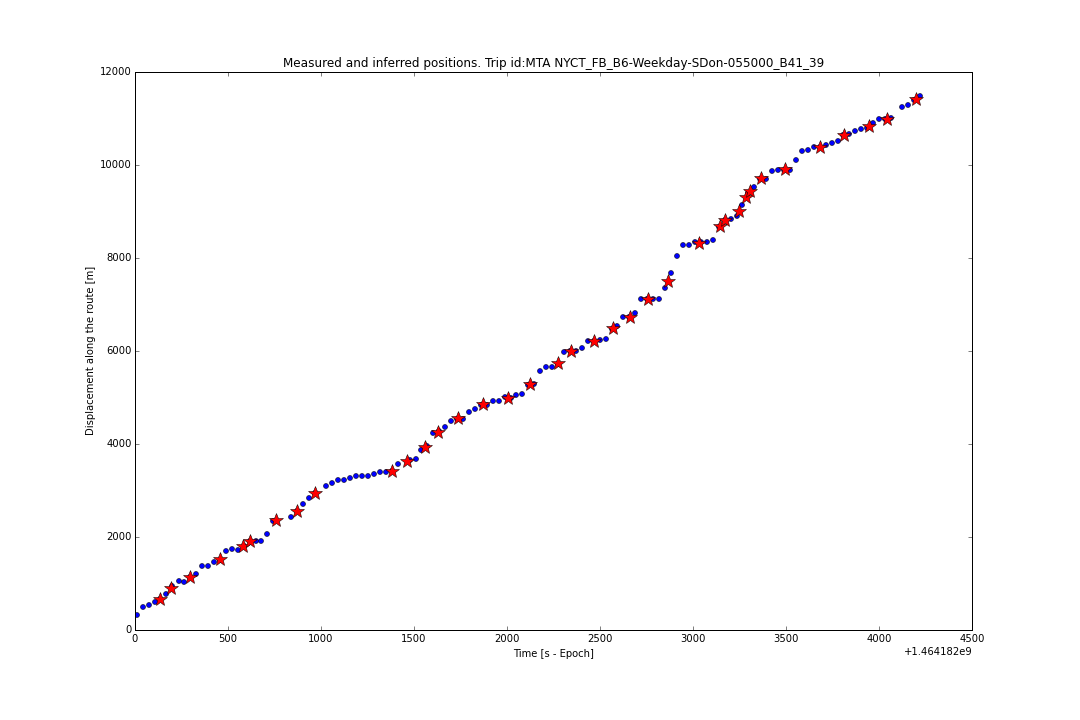 Measured and inferred positions. Trip id:MTA NYCT_FB_B6-Weekday-SDon-055000_B41_39
12000
10000
8000
6000
4000
2000
0
Displacement along the route [m]
0 500 1000 1500 2000 2500 3000 3500 4000 4500
Time [s - Epoch]
+1.464182e9